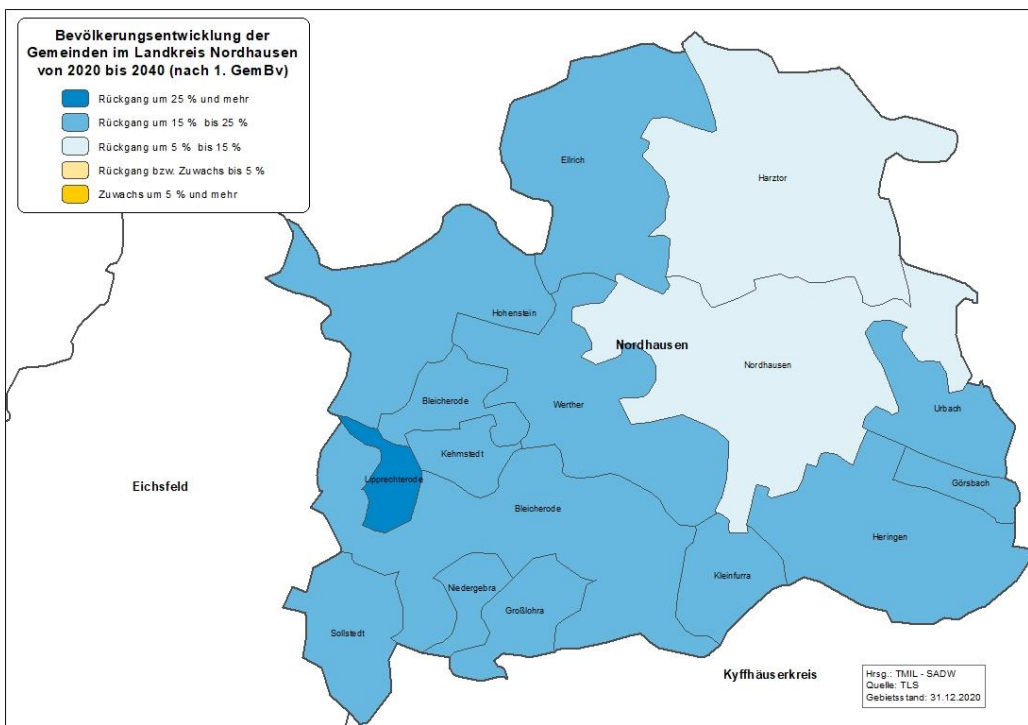 Bevölkerungsentwicklung der
Gemeinden im Landkreis Nordhausen
von 2020 bis 2040 (nach 1. GemBv)
Rückgang um 25 % und mehr
Rückgang um 15 % bis 25 %
Rückgang um 5 % bis 15 %
Rückgang bzw. Zuwachs bis 5 %
Zuwachs um 5 % und mehr
Ellrich
Harztor
Hohenstein
Nordhausen
Nordhausen
Bleicherode
Werther
Urbach
Kehmstedt
Lipprechterode
Görsbach
Eichsfeld
Bleicherode
Heringen
Kleinfurra
Niedergebra
Großlohra
Sollstedt
Kyffhäuserkreis
Hrsg.: TMIL - SADW
Quelle: TLS
Gebietsstand: 31.12.2020